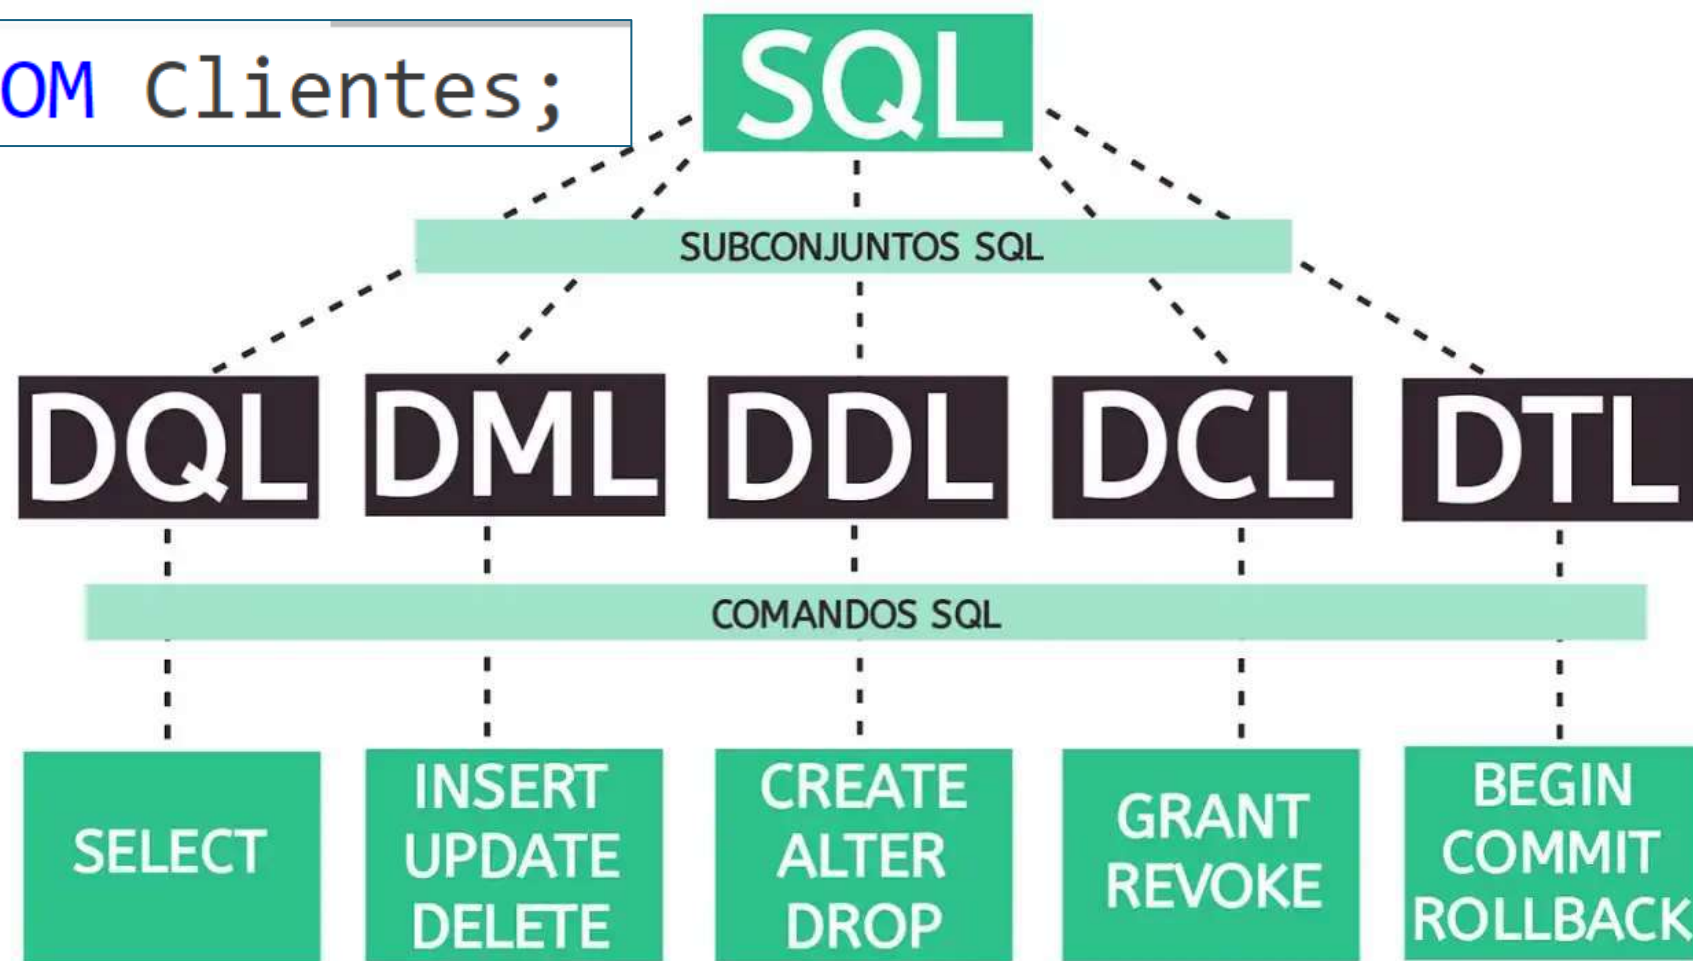 OM Clientes;
SQL
SUBCONJUNTOS SQL
DQL DML DDL DCL DTL
COMANDOS SQL
SELECT
INSERT
UPDATE
DELETE
CREATE
ALTER
DROP
GRANT
REVOKE
BEGIN
COMMIT
ROLLBACK